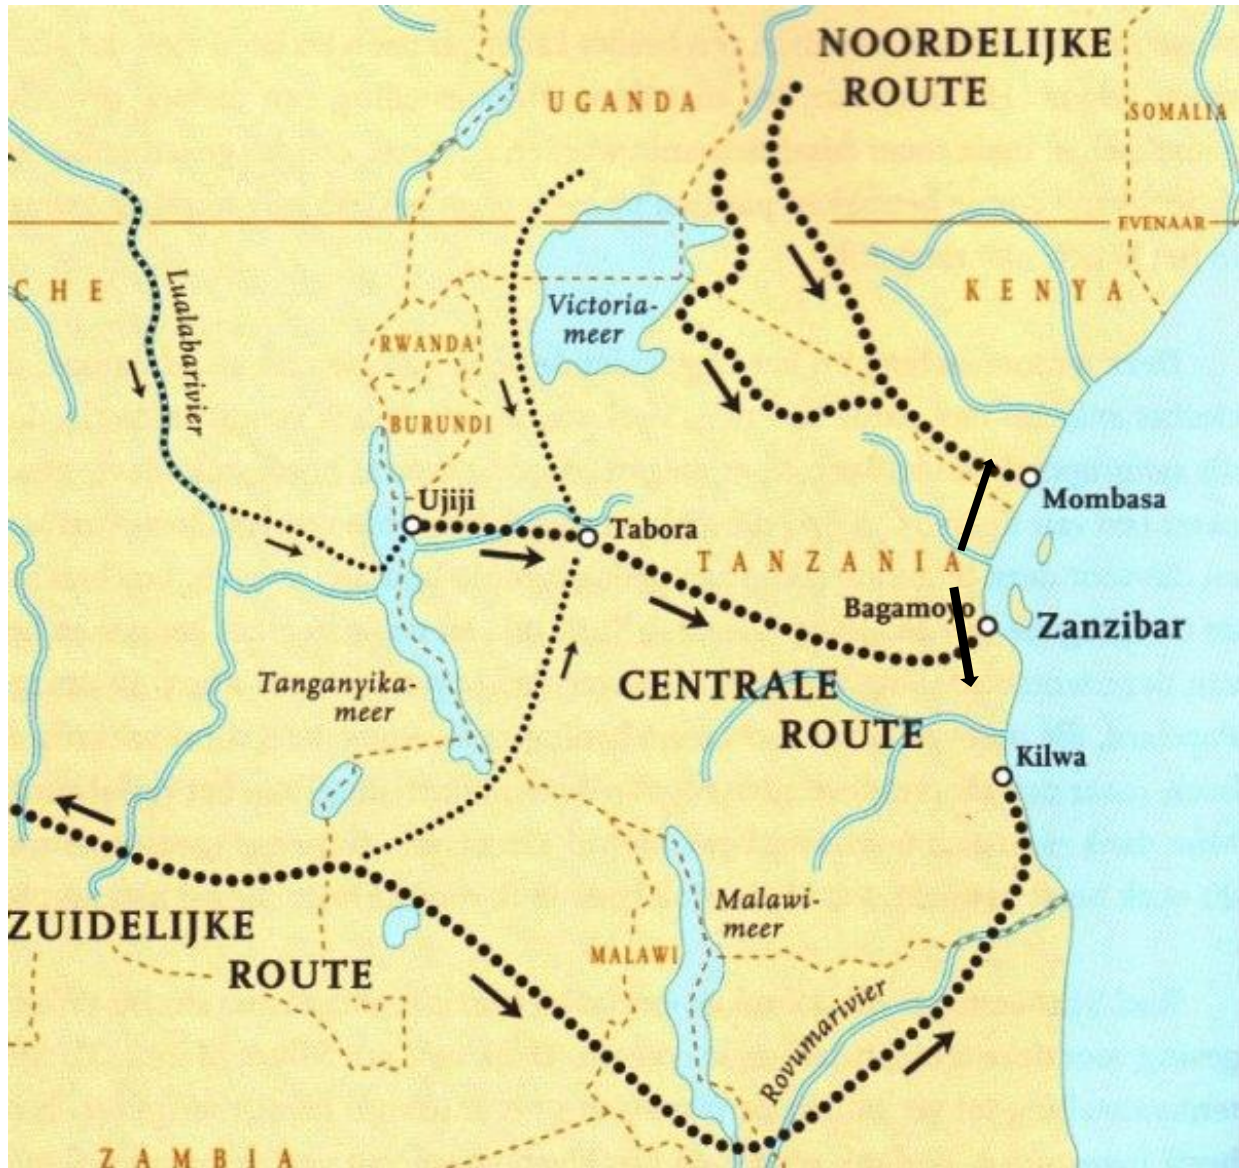 NOORDELIJKE
ROUTE
UGANDA
SOMALIA
EVENAAR
CHE
Lualabarivier
KENYA
Victoria-
meer
RWANDA
BURUNDI
Ujiji
Mombasa
Tabora
TANZANIA
Bagamoyo
Zanzibar
Tanganyika-
meer
CENTRALE
ROUTE
Kilwa
ZUIDELIJKE
ROUTE
Malawi-
meer
MALAWI
Rovumarivier
ZAMBIA